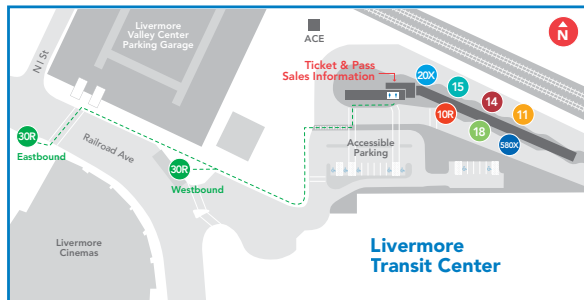 Livermore
Valley Center
Parking Garage
N I St
ACE
N
Ticket & Pass
Sales Information
20X
15
14
11
10R
18
580X
30R
Eastbound
Railroad Ave
30R
Westbound
Accessible
Parking
Livermore
Cinemas
Livermore
Transit Center